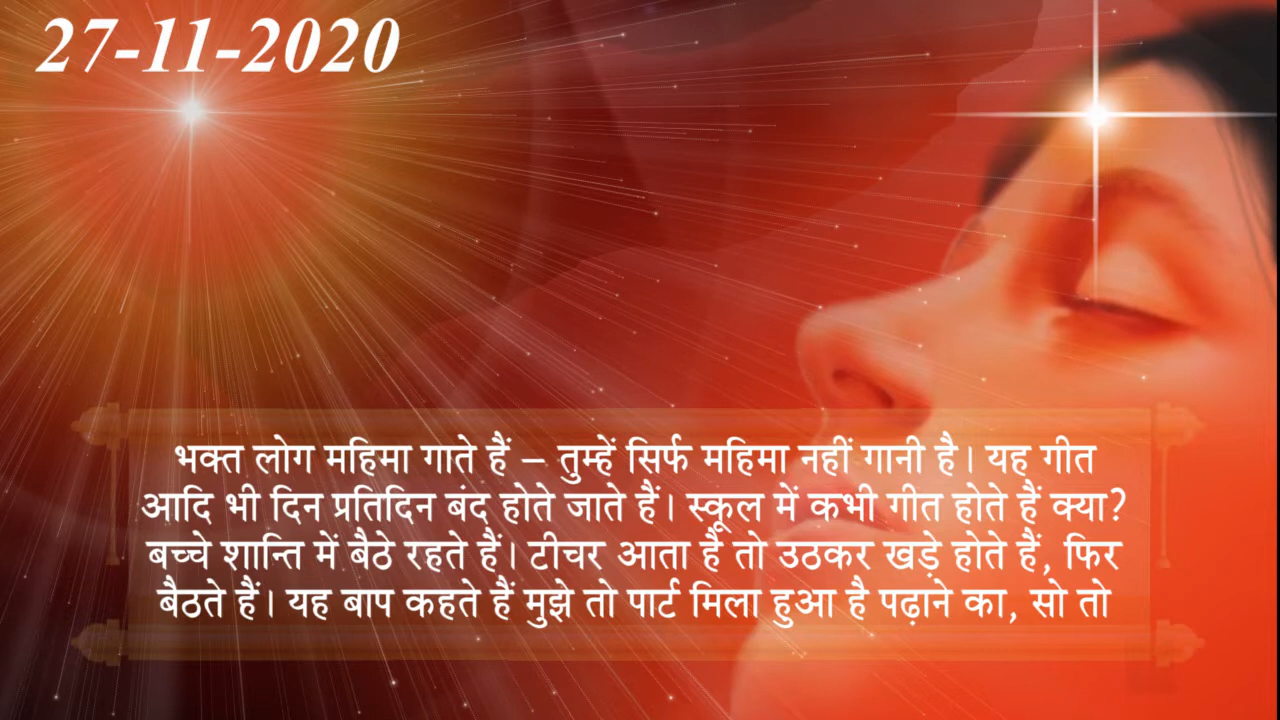 27-11-2020
भक्त लोग महिमा गाते हैं – तुम्हें सिर्फ महिमा नहीं गानी है। यह गीत
आदि भी दिन प्रतिदिन बंद होते जाते हैं। स्कूल में कभी गीत होते हैं क्या?
बच्चे शान्ति में बैठे रहते हैं। टीचर आता है तो उठकर खड़े होते हैं, फिर
बैठते हैं। यह बाप कहते हैं मुझे तो पार्ट मिला हुआ है पढ़ाने का, सो तो